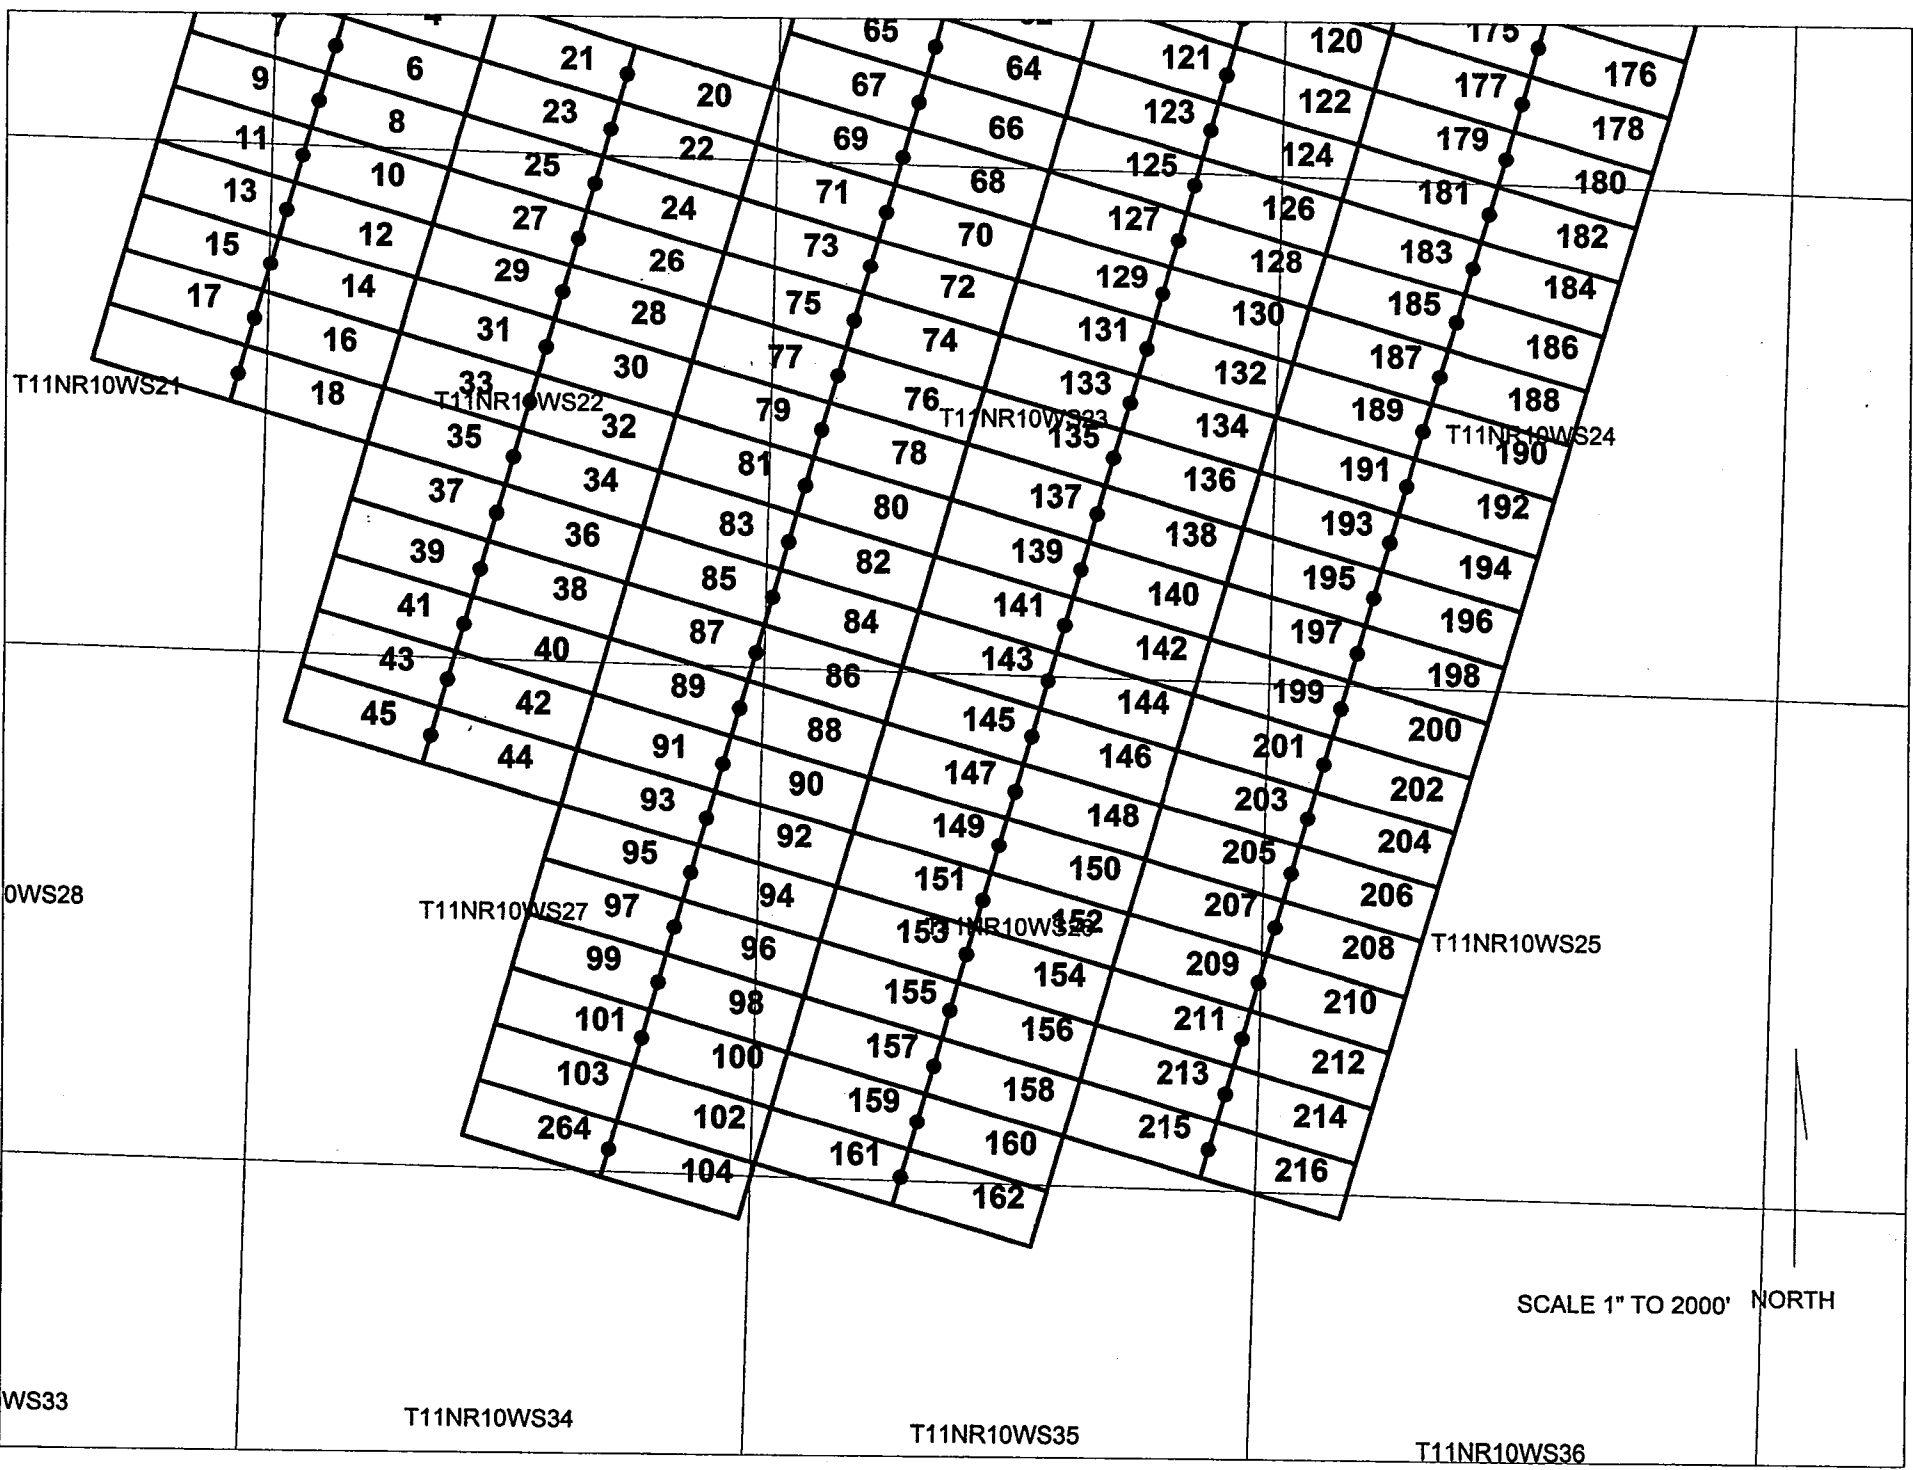 65 120 175
21 64 121 176
9 6 20 67 122 177
8 23 66 123 178
11 22 69 124 179
10 25 68 125 180
13 24 71 126 181
12 27 70 127 182
15 26 73 128 183
14 29 72 129 184
17 28 75 130 185
16 31 74 131 186
T11NR10WS21 30 77 132 187
18 33 T11NR10WS22 76 T11NR10WS23 133 188
32 79 134 189 T11NR10WS24
35 78 135 190
34 81 136 191
37 80 137 192
36 83 138 193
39 82 139 194
38 85 140 195
41 84 141 196
40 87 142 197
43 86 143 198
42 89 144 199
45 88 145 200
44 91 146 201
90 147 202
93 148 203
92 149 204
95 150 205
0WS28 94 151 206
T11NR10WS27 97 153 152 207
96 154 208 T11NR10WS25
99 155 209
98 156 210
101 157 211
100 158 212
103 159 213
102 160 214
264 161 215
104 162 216
SCALE 1" TO 2000' NORTH
WS33 T11NR10WS34 T11NR10WS35 T11NR10WS36